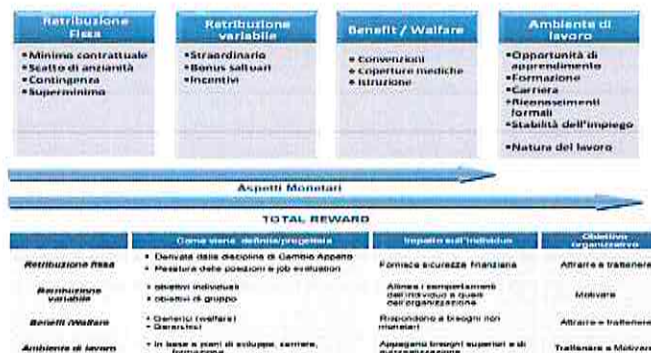 Retribuzione
Fissa
•Minimo contrattuale
•Scatto di anzianità
•Contingenza
•Superminimo
Retribuzione
variabile
•Straordinario
•Bonus saltuari
•Incentivi
Benefit / Walfare
•Convenzioni
•Coperture mediche
•Istruzione
Ambiente di
lavoro
•Opportunità di
apprendimento
•Formazione
•Carriera
•Riconoscimenti
formali
•Stabilità dell'impiego
•Natura del lavoro
Aspetti Monetari
TOTAL REWARD
Come viene definita/progettata
Impatto sull'individuo
Obiettivo
organizzativo
Retribuzione fissa
• Derivata dalla disciplina di Cambio Appalto
• Pesatura delle posizioni e job evaluation
Fornisce sicurezza finanziaria
Attrarre e trattenere
Retribuzione
variabile
• obiettivi individuali
• obiettivi di gruppo
Allinea i comportamenti
dell'individuo a quelli
dell'organizzazione
Motivare
Benefit /Walfare
• Generici (welfare)
• Gerarchici
Rispondono a bisogni non
monetari
Attrarre e trattenere
Ambiente di lavoro
• In base a piani di sviluppo, carriere,
formazione
Appagano bisogni superiori e di
Trattenere e Motivare